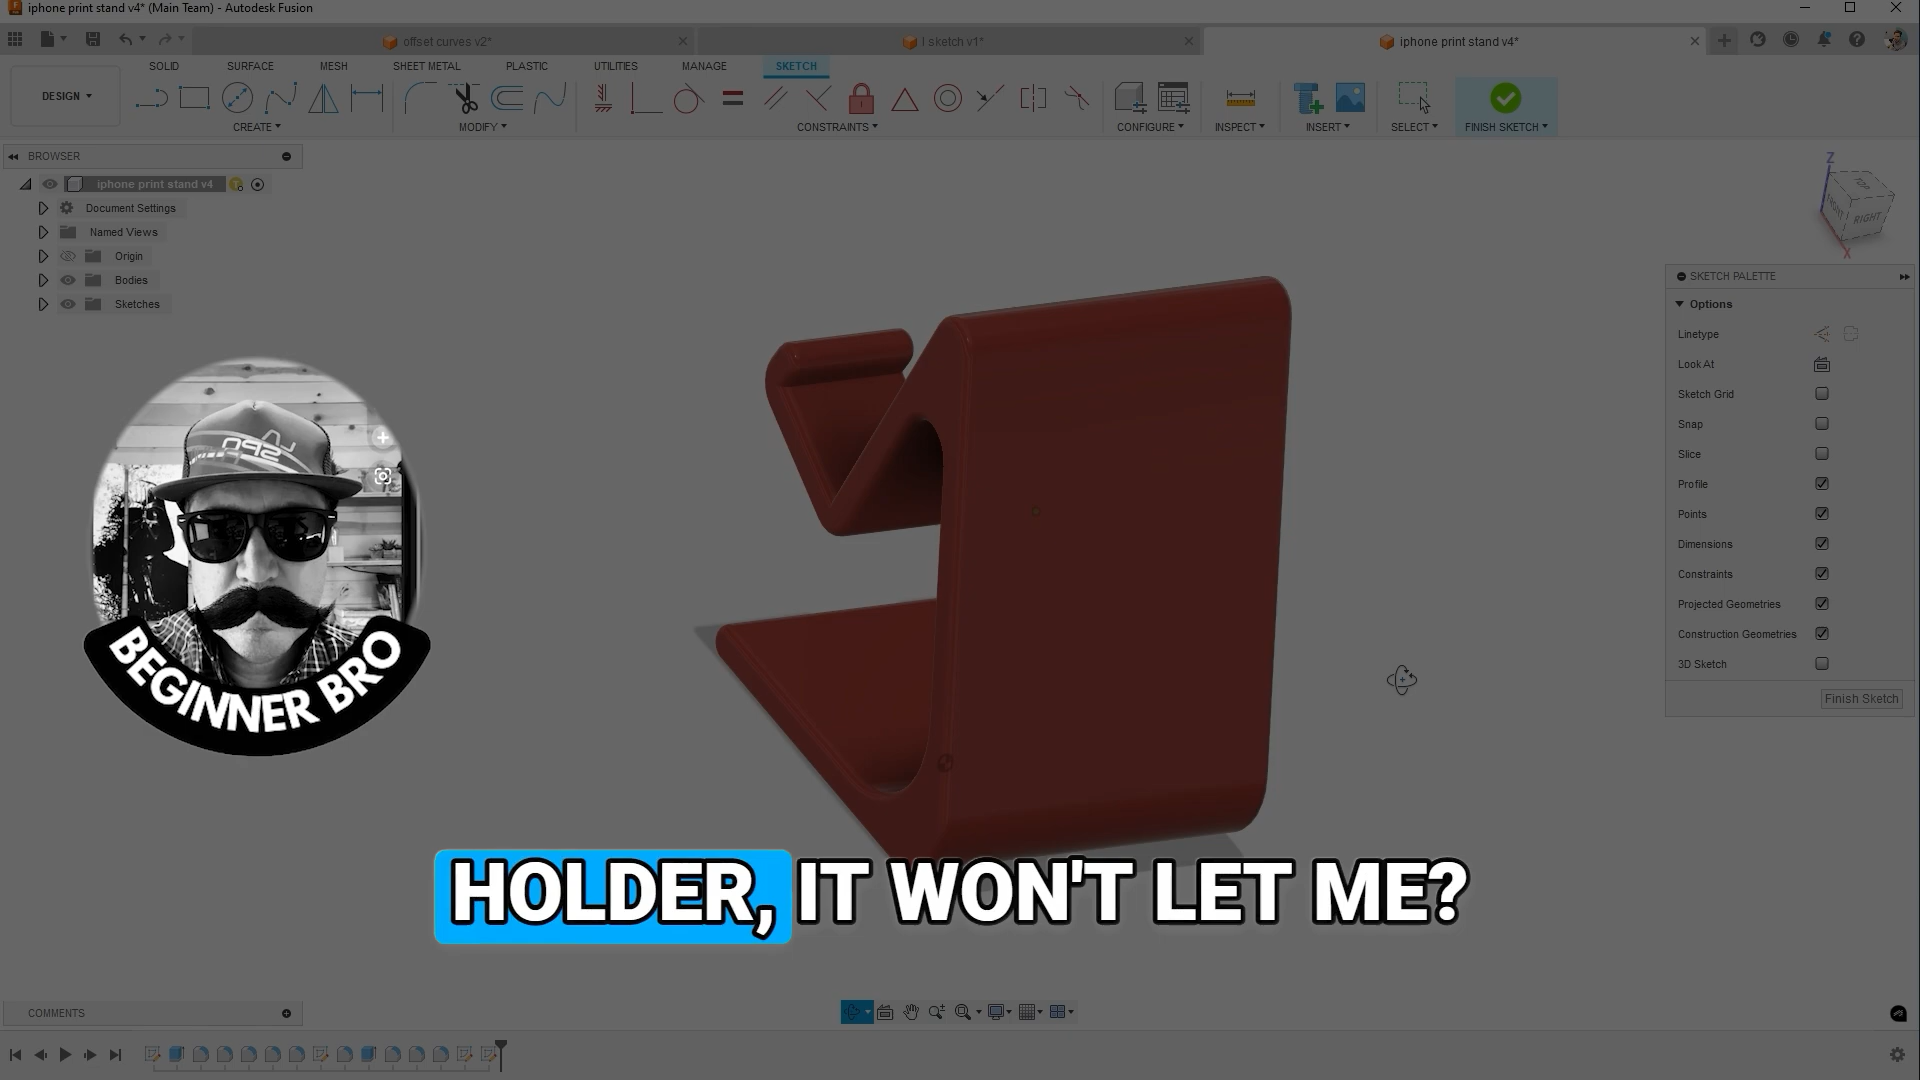 iphone print stand v4* (Main Team) - Autodesk Fusion
offset curves v2*
I sketch v1*
iphone print stand v4*
SOLID
SURFACE
MESH
SHEET METAL
PLASTIC
UTILITIES
MANAGE
SKETCH
DESIGN
CREATE
MODIFY
CONSTRAINTS
CONFIGURE
INSPECT
INSERT
SELECT
FINISH SKETCH
BROWSER
iphone print stand v4
Document Settings
Named Views
Origin
Bodies
Sketches
Z
TOP
FRONT
RIGHT
X
SKETCH PALETTE
Options
Linetype
Look At
Sketch Grid
Snap
Slice
Profile
Points
Dimensions
Constraints
Projected Geometries
Construction Geometries
3D Sketch
Finish Sketch
BEGINNER BRO
HOLDER, IT WON'T LET ME?
COMMENTS